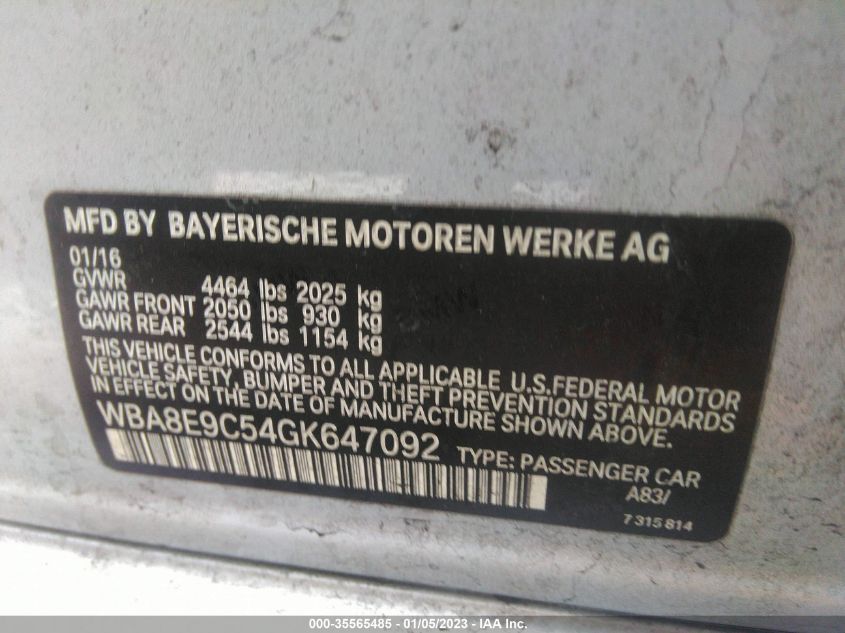 MFD BY BAYERISCHE MOTOREN WERKE AG
01/16
GVWR 4464 lbs 2025 kg
GAWR FRONT 2050 lbs 930 kg
GAWR REAR 2544 lbs 1154 kg
THIS VEHICLE CONFORMS TO ALL APPLICABLE U.S.FEDERAL MOTOR
VEHICLE SAFETY, BUMPER AND THEFT PREVENTION STANDARDS
IN EFFECT ON THE DATE OF MANUFACTURE SHOWN ABOVE.
WBA8E9C54GK647092 TYPE: PASSENGER CAR
A83/
7 315 814
000-35565485 - 01/05/2023 - IAA Inc.